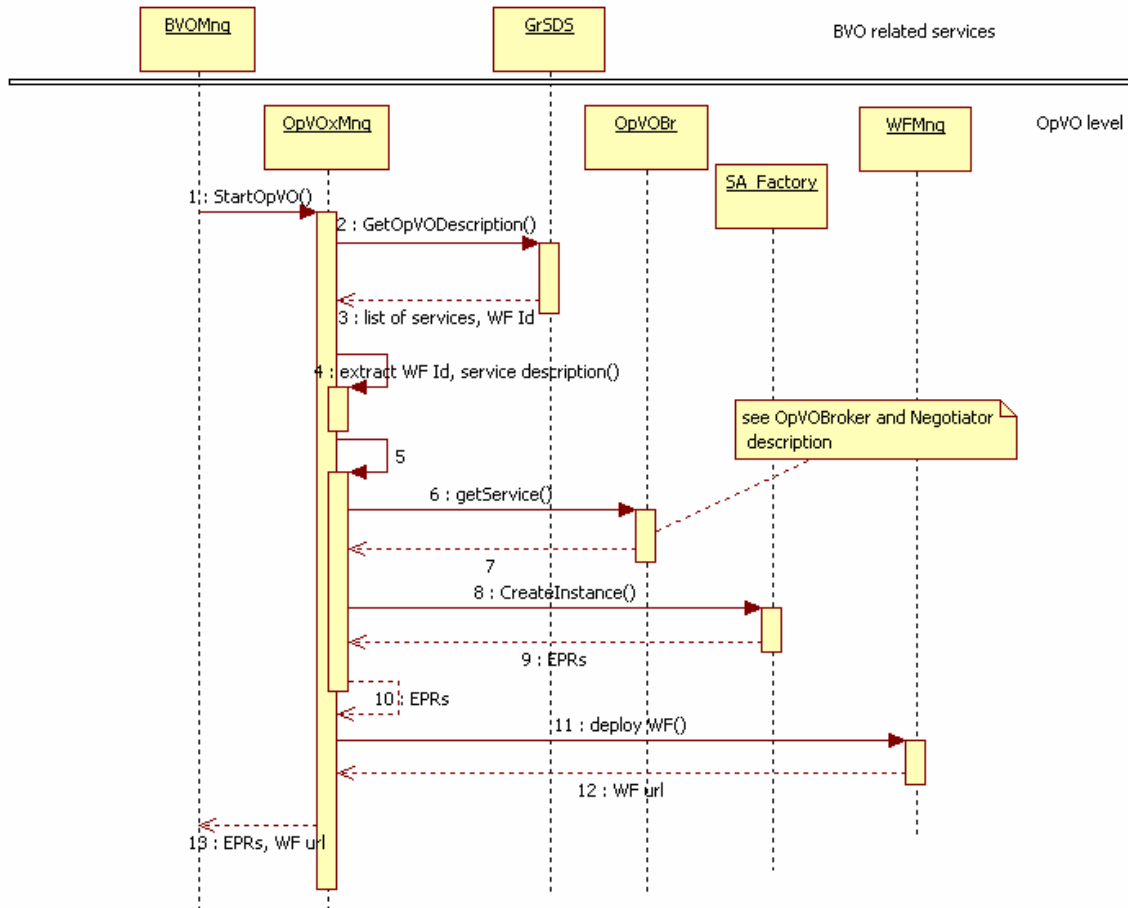 BVOMng
GrSDS
BVO related services
OpVOxMng
OpVOBr
WFMng
OpVO level
SA_Factory
1 : StartOpVO()
2 : GetOpVODescription()
3 : list of services, WF Id
4 : extract WF Id, service description()
see OpVOBroker and Negotiator
description
5
6 : getService()
7
8 : CreateInstance()
9 : EPRs
10 : EPRs
11 : deploy WF()
12 : WF url
13 : EPRs, WF url